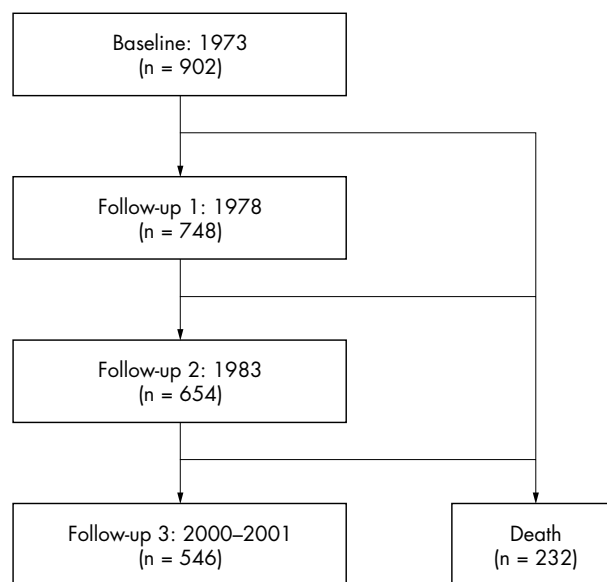 Baseline: 1973
(n = 902)
Follow-up 1: 1978
(n = 748)
Follow-up 2: 1983
(n = 654)
Follow-up 3: 2000–2001
(n = 546)
Death
(n = 232)